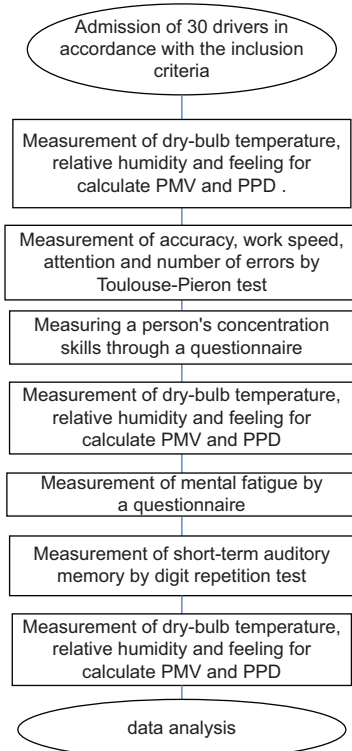 Admission of 30 drivers in
accordance with the inclusion
criteria
Measurement of dry-bulb temperature,
relative humidity and feeling for
calculate PMV and PPD .
Measurement of accuracy, work speed,
attention and number of errors by
Toulouse-Pieron test
Measuring a person's concentration
skills through a questionnaire
Measurement of dry-bulb temperature,
relative humidity and feeling for
calculate PMV and PPD
Measurement of mental fatigue by
a questionnaire
Measurement of short-term auditory
memory by digit repetition test
Measurement of dry-bulb temperature,
relative humidity and feeling for
calculate PMV and PPD
data analysis